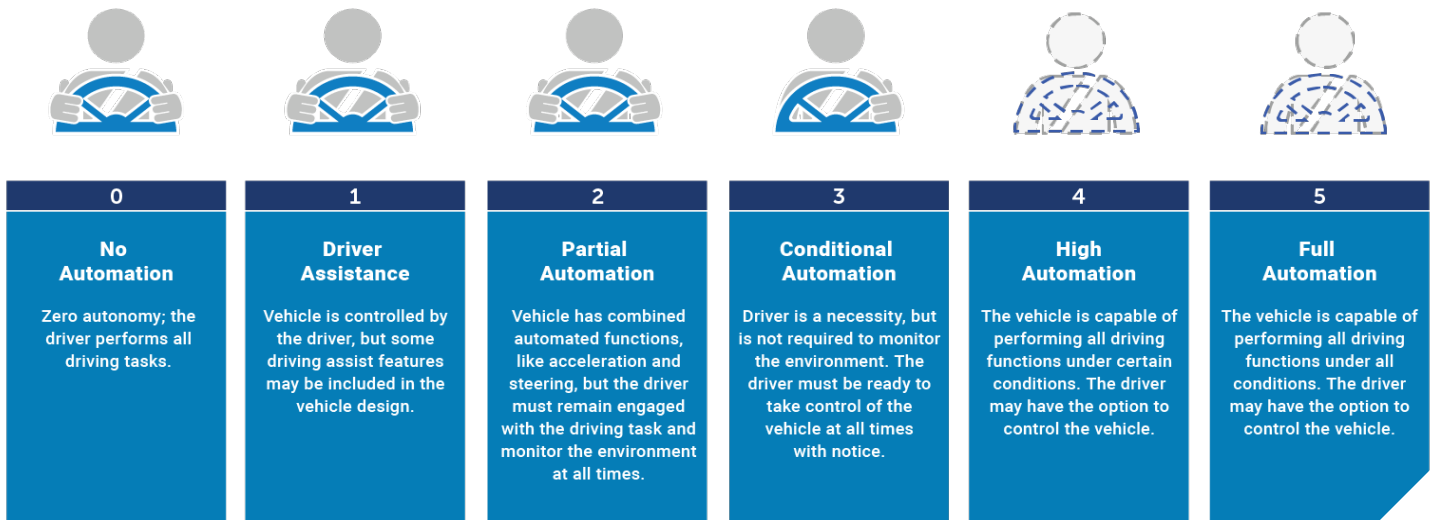 0
No
Automation
Zero autonomy; the
driver performs all
driving tasks.
1
Driver
Assistance
Vehicle is controlled by
the driver, but some
driving assist features
may be included in the
vehicle design.
2
Partial
Automation
Vehicle has combined
automated functions,
like acceleration and
steering, but the driver
must remain engaged
with the driving task and
monitor the environment
at all times.
3
Conditional
Automation
Driver is a necessity, but
is not required to monitor
the environment. The
driver must be ready to
take control of the
vehicle at all times
with notice.
4
High
Automation
The vehicle is capable of
performing all driving
functions under certain
conditions. The driver
may have the option to
control the vehicle.
5
Full
Automation
The vehicle is capable of
performing all driving
functions under all
conditions. The driver
may have the option to
control the vehicle.